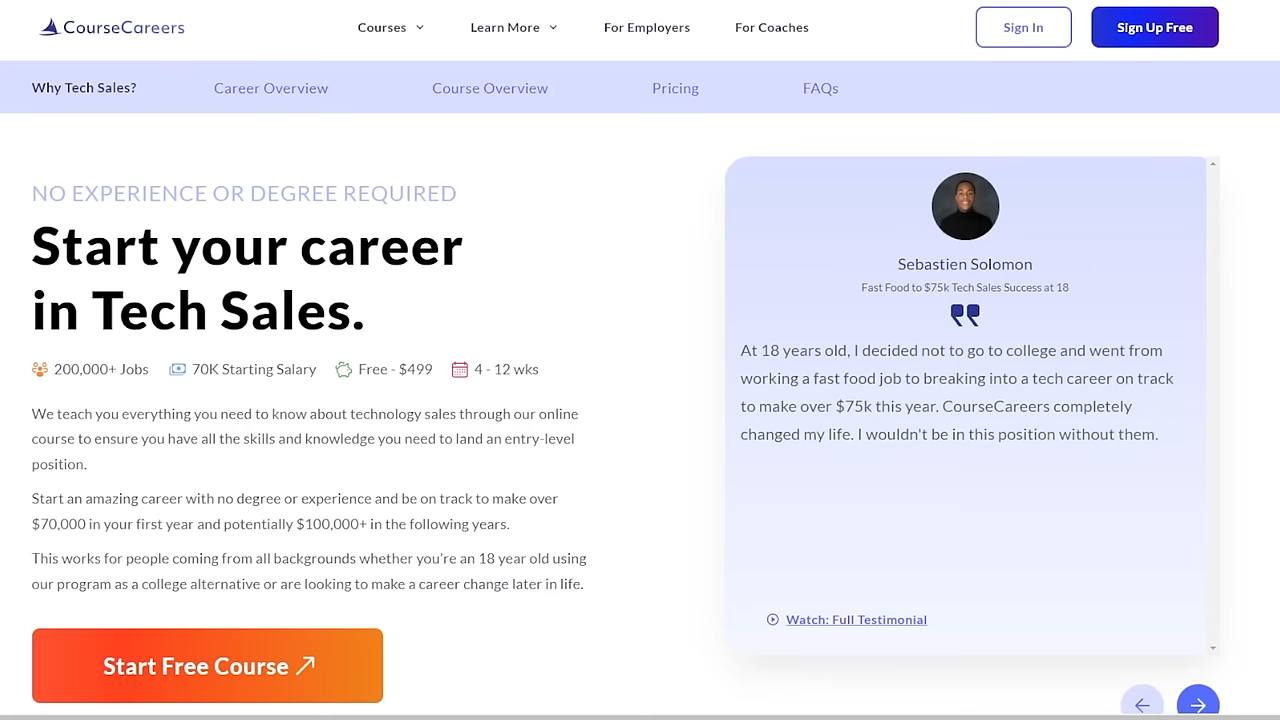 CourseCareers
Courses
Learn More
For Employers
For Coaches
Sign In
Sign Up Free
Why Tech Sales?
Career Overview
Course Overview
Pricing
FAQs
NO EXPERIENCE OR DEGREE REQUIRED
Start your career
in Tech Sales.
200,000+ Jobs
70K Starting Salary
Free - $499
4 - 12 wks
We teach you everything you need to know about technology sales through our online
course to ensure you have all the skills and knowledge you need to land an entry-level
position.
Start an amazing career with no degree or experience and be on track to make over
$70,000 in your first year and potentially $100,000+ in the following years.
This works for people coming from all backgrounds whether you’re an 18 year old using
our program as a college alternative or are looking to make a career change later in life.
Start Free Course
Sebastien Solomon
Fast Food to $75k Tech Sales Success at 18
At 18 years old, I decided not to go to college and went from
working a fast food job to breaking into a tech career on track
to make over $75k this year. CourseCareers completely
changed my life. I wouldn't be in this position without them.
Watch: Full Testimonial